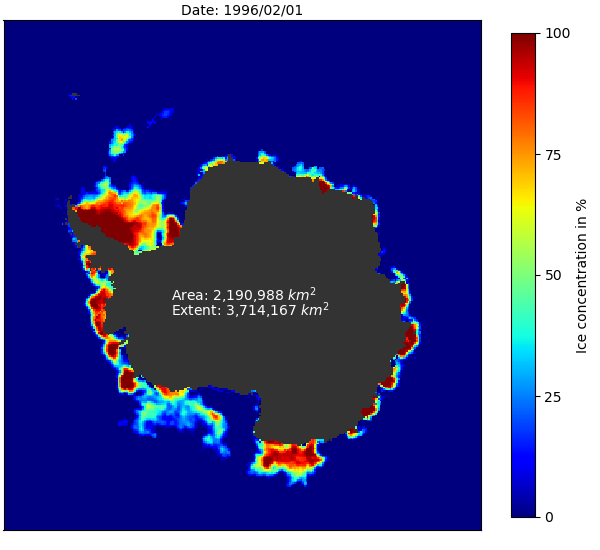 Date: 1996/02/01
100
75
50
25
0
Ice concentration in %
Area: 2,190,988 km²
Extent: 3,714,167 km²